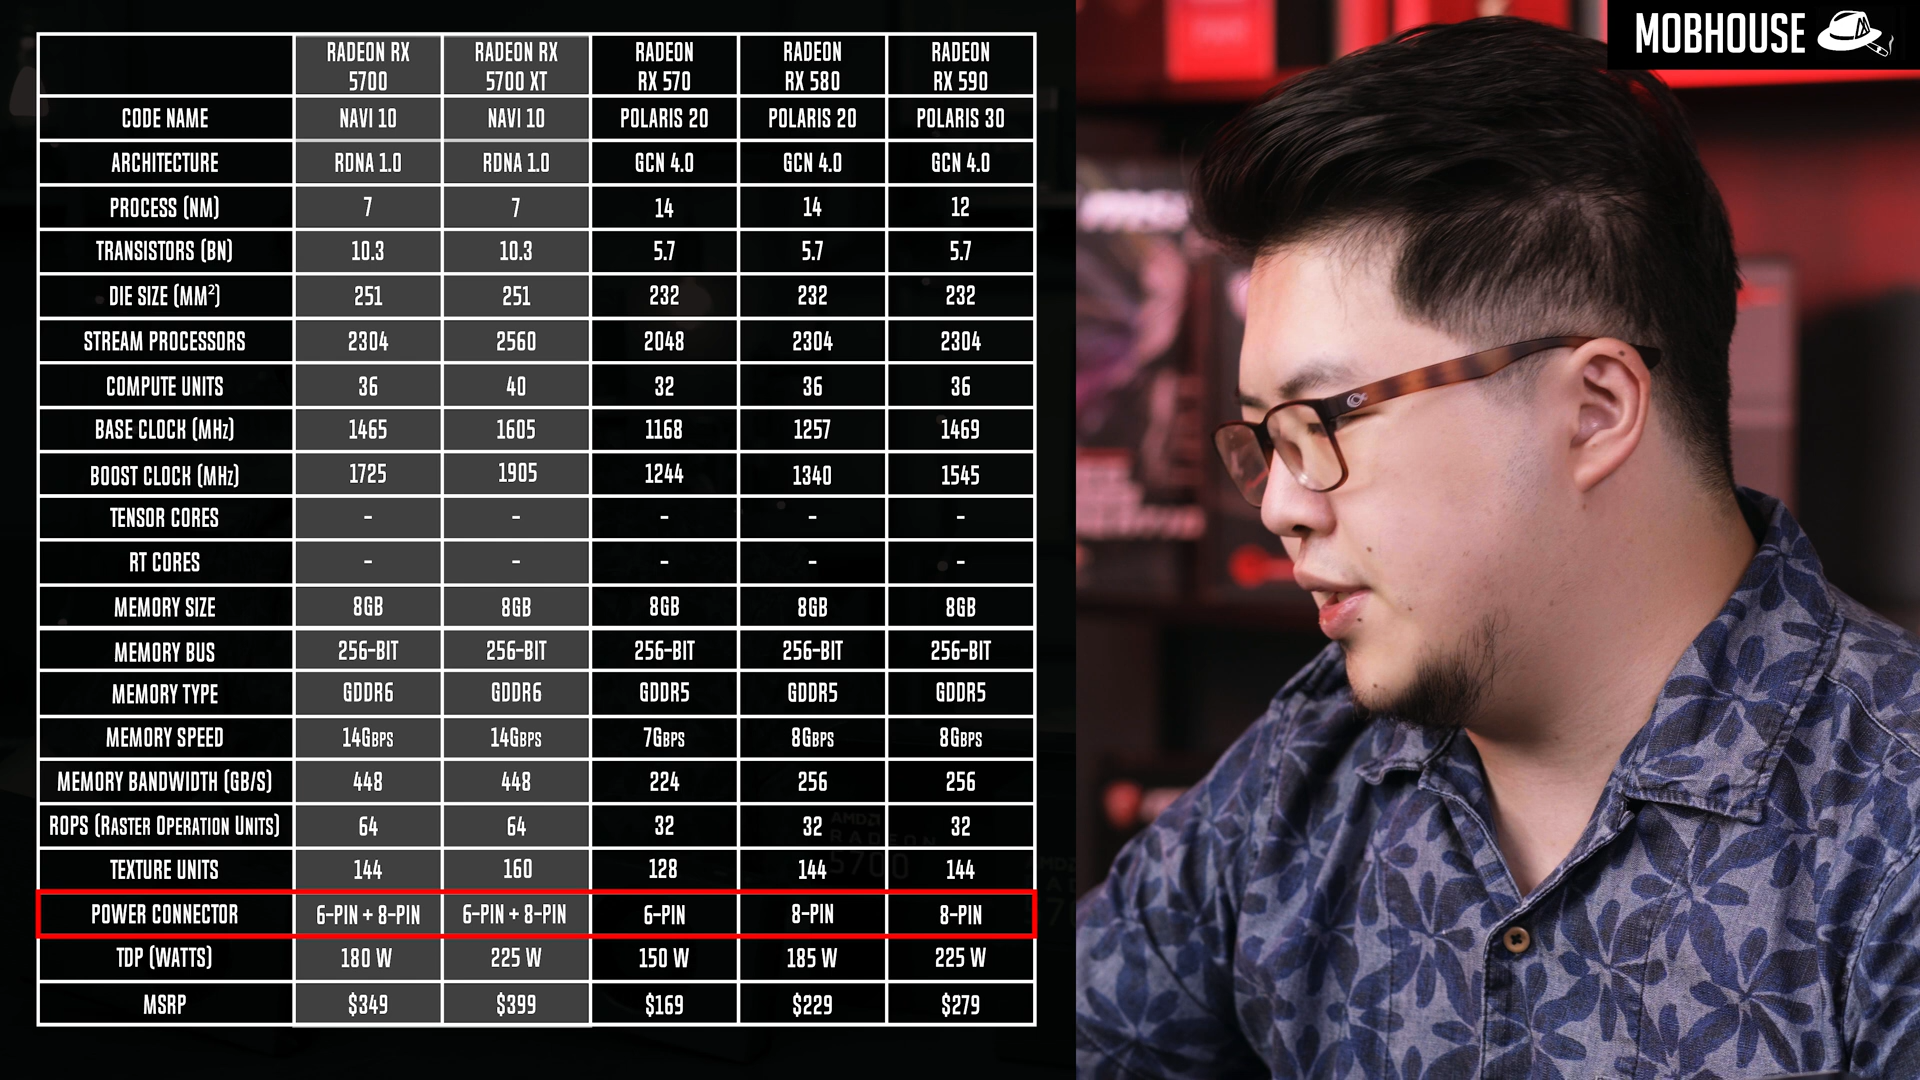 MOBHOUSE
RADEON RX 5700 RADEON RX 5700 XT RADEON RX 570 RADEON RX 580 RADEON RX 590
CODE NAME NAVI 10 NAVI 10 POLARIS 20 POLARIS 20 POLARIS 30
ARCHITECTURE RDNA 1.0 RDNA 1.0 GCN 4.0 GCN 4.0 GCN 4.0
PROCESS (NM) 7 7 14 14 12
TRANSISTORS (BN) 10.3 10.3 5.7 5.7 5.7
DIE SIZE (MM²) 251 251 232 232 232
STREAM PROCESSORS 2304 2560 2048 2304 2304
COMPUTE UNITS 36 40 32 36 36
BASE CLOCK (MHz) 1465 1605 1168 1257 1469
BOOST CLOCK (MHz) 1725 1905 1244 1340 1545
TENSOR CORES - - - - -
RT CORES - - - - -
MEMORY SIZE 8GB 8GB 8GB 8GB 8GB
MEMORY BUS 256-BIT 256-BIT 256-BIT 256-BIT 256-BIT
MEMORY TYPE GDDR6 GDDR6 GDDR5 GDDR5 GDDR5
MEMORY SPEED 14GBPS 14GBPS 7GBPS 8GBPS 8GBPS
MEMORY BANDWIDTH (GB/S) 448 448 224 256 256
ROPS (RASTER OPERATION UNITS) 64 64 32 32 32
TEXTURE UNITS 144 160 128 144 144
POWER CONNECTOR 6-PIN + 8-PIN 6-PIN + 8-PIN 6-PIN 8-PIN 8-PIN
TDP (WATTS) 180 W 225 W 150 W 185 W 225 W
MSRP $349 $399 $169 $229 $279